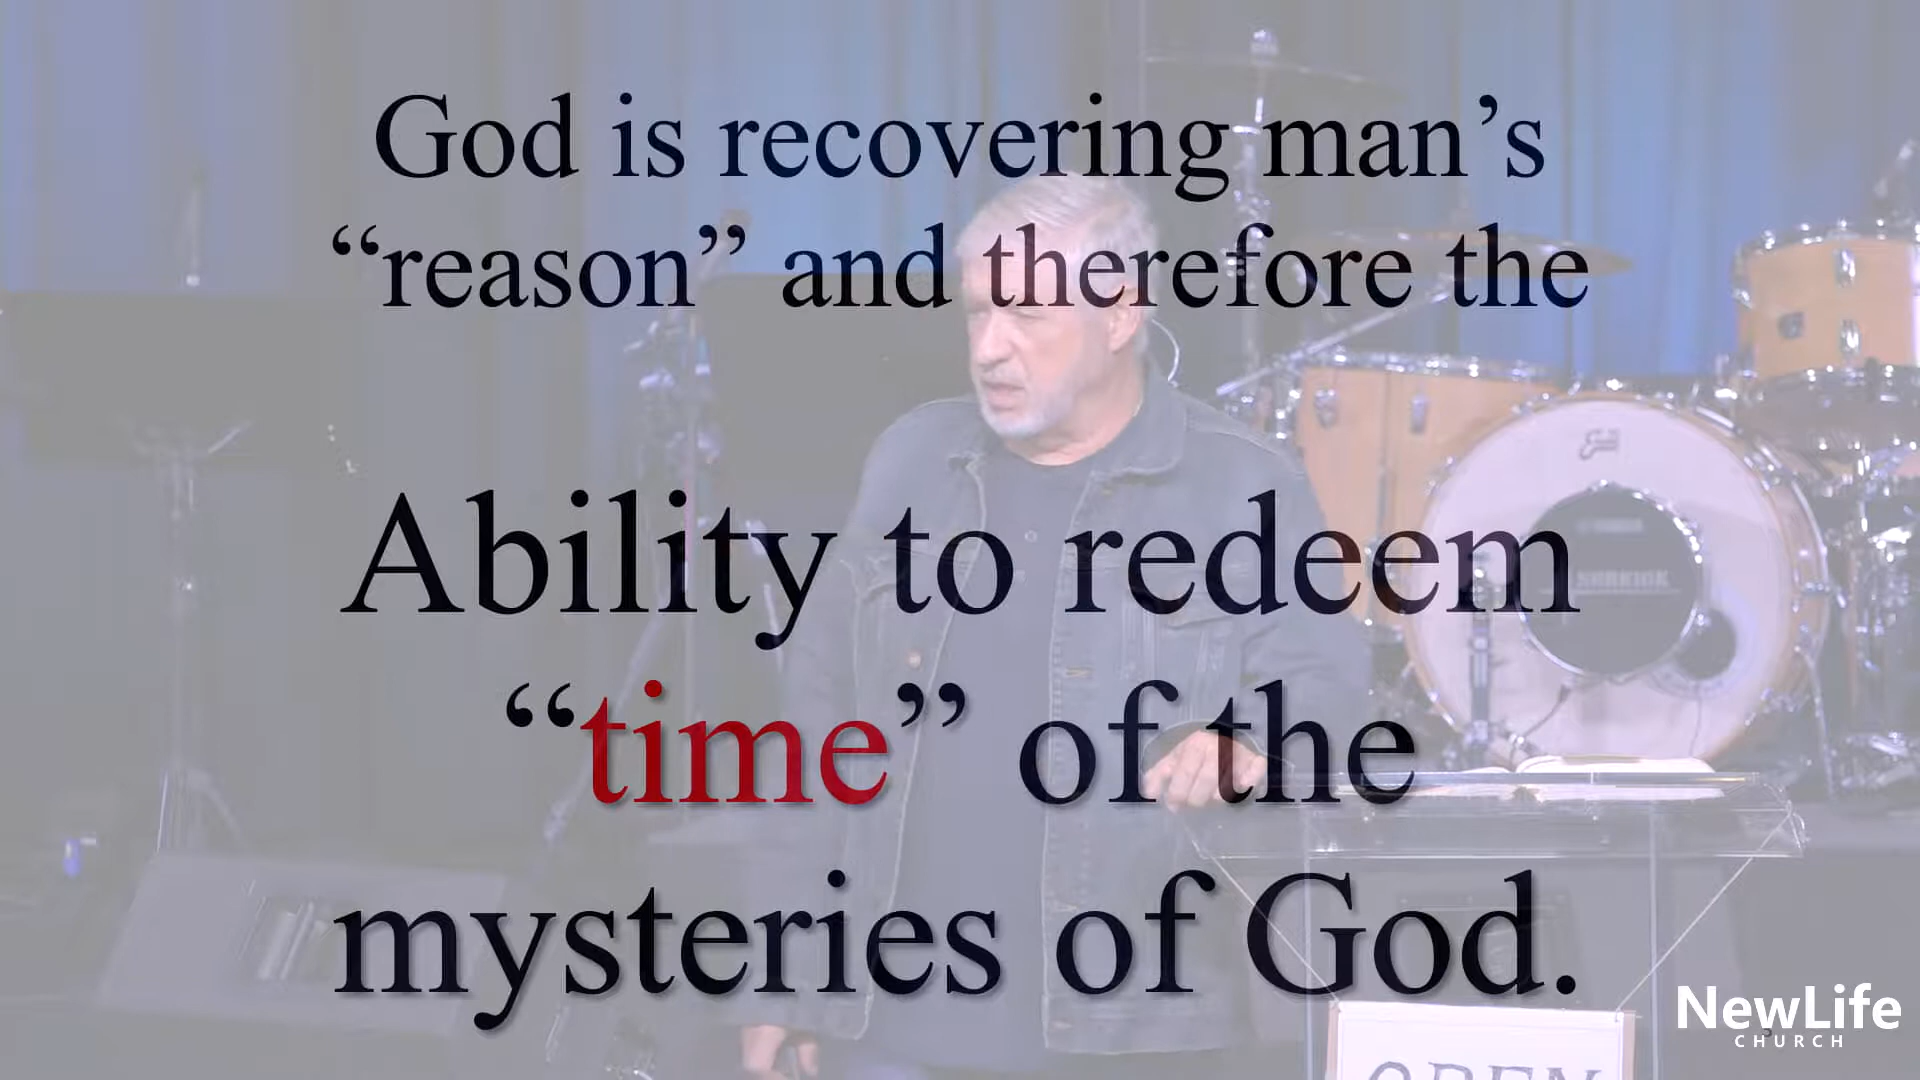 God is recovering man’s
“reason” and therefore the
Ability to redeem
“time” of the
mysteries of God.
NewLife
CHURCH
OPEN